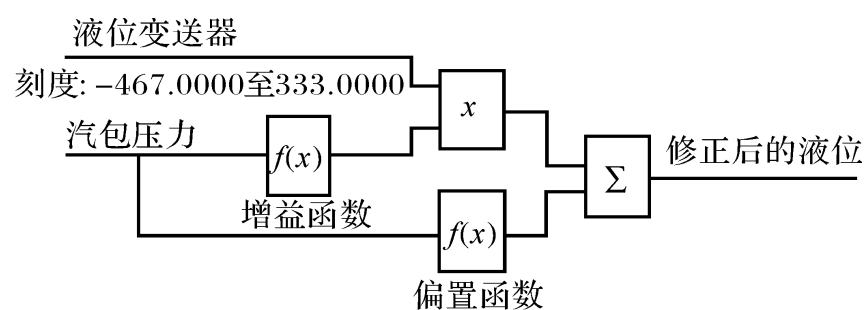 液位变送器
刻度: -467.0000至333.0000
x
汽包压力
f(x)
增益函数
Σ
修正后的液位
f(x)
偏置函数